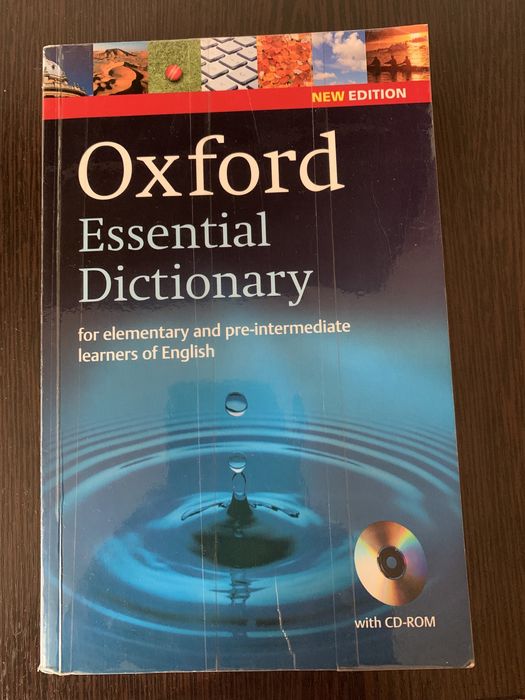 NEW EDITION
Oxford
Essential
Dictionary
for elementary and pre-intermediate
learners of English
with CD-ROM